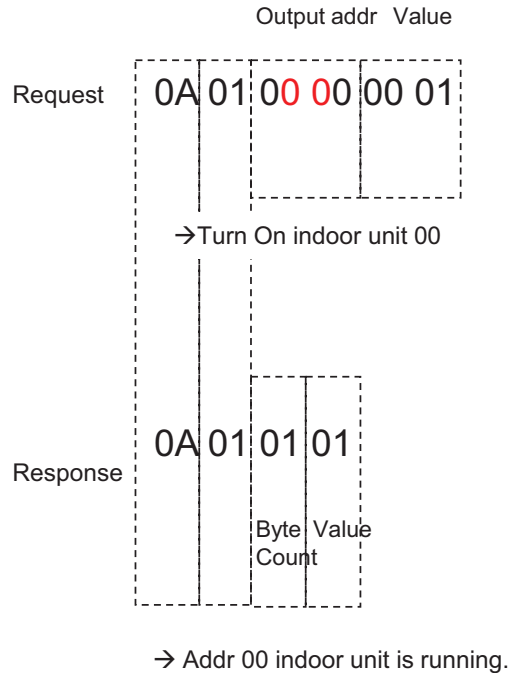 Output addr Value
Request 0A 01 00 00 00 01
→Turn On indoor unit 00
0A 01 01 01
Response
Byte Value
Count
→ Addr 00 indoor unit is running.